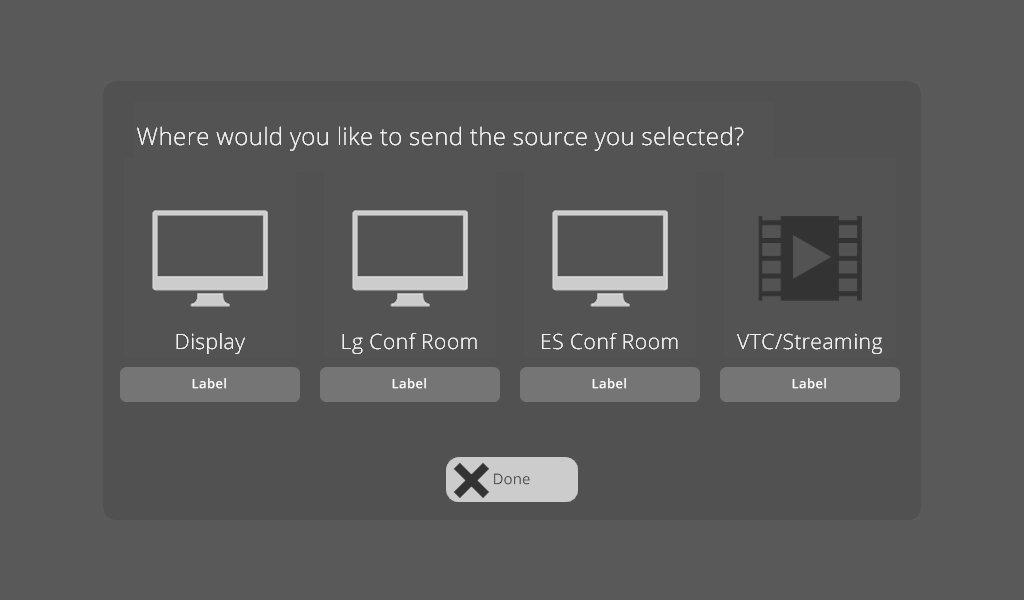 Where would you like to send the source you selected?
Display
Lg Conf Room
ES Conf Room
VTC/Streaming
Label
Label
Label
Label
Done